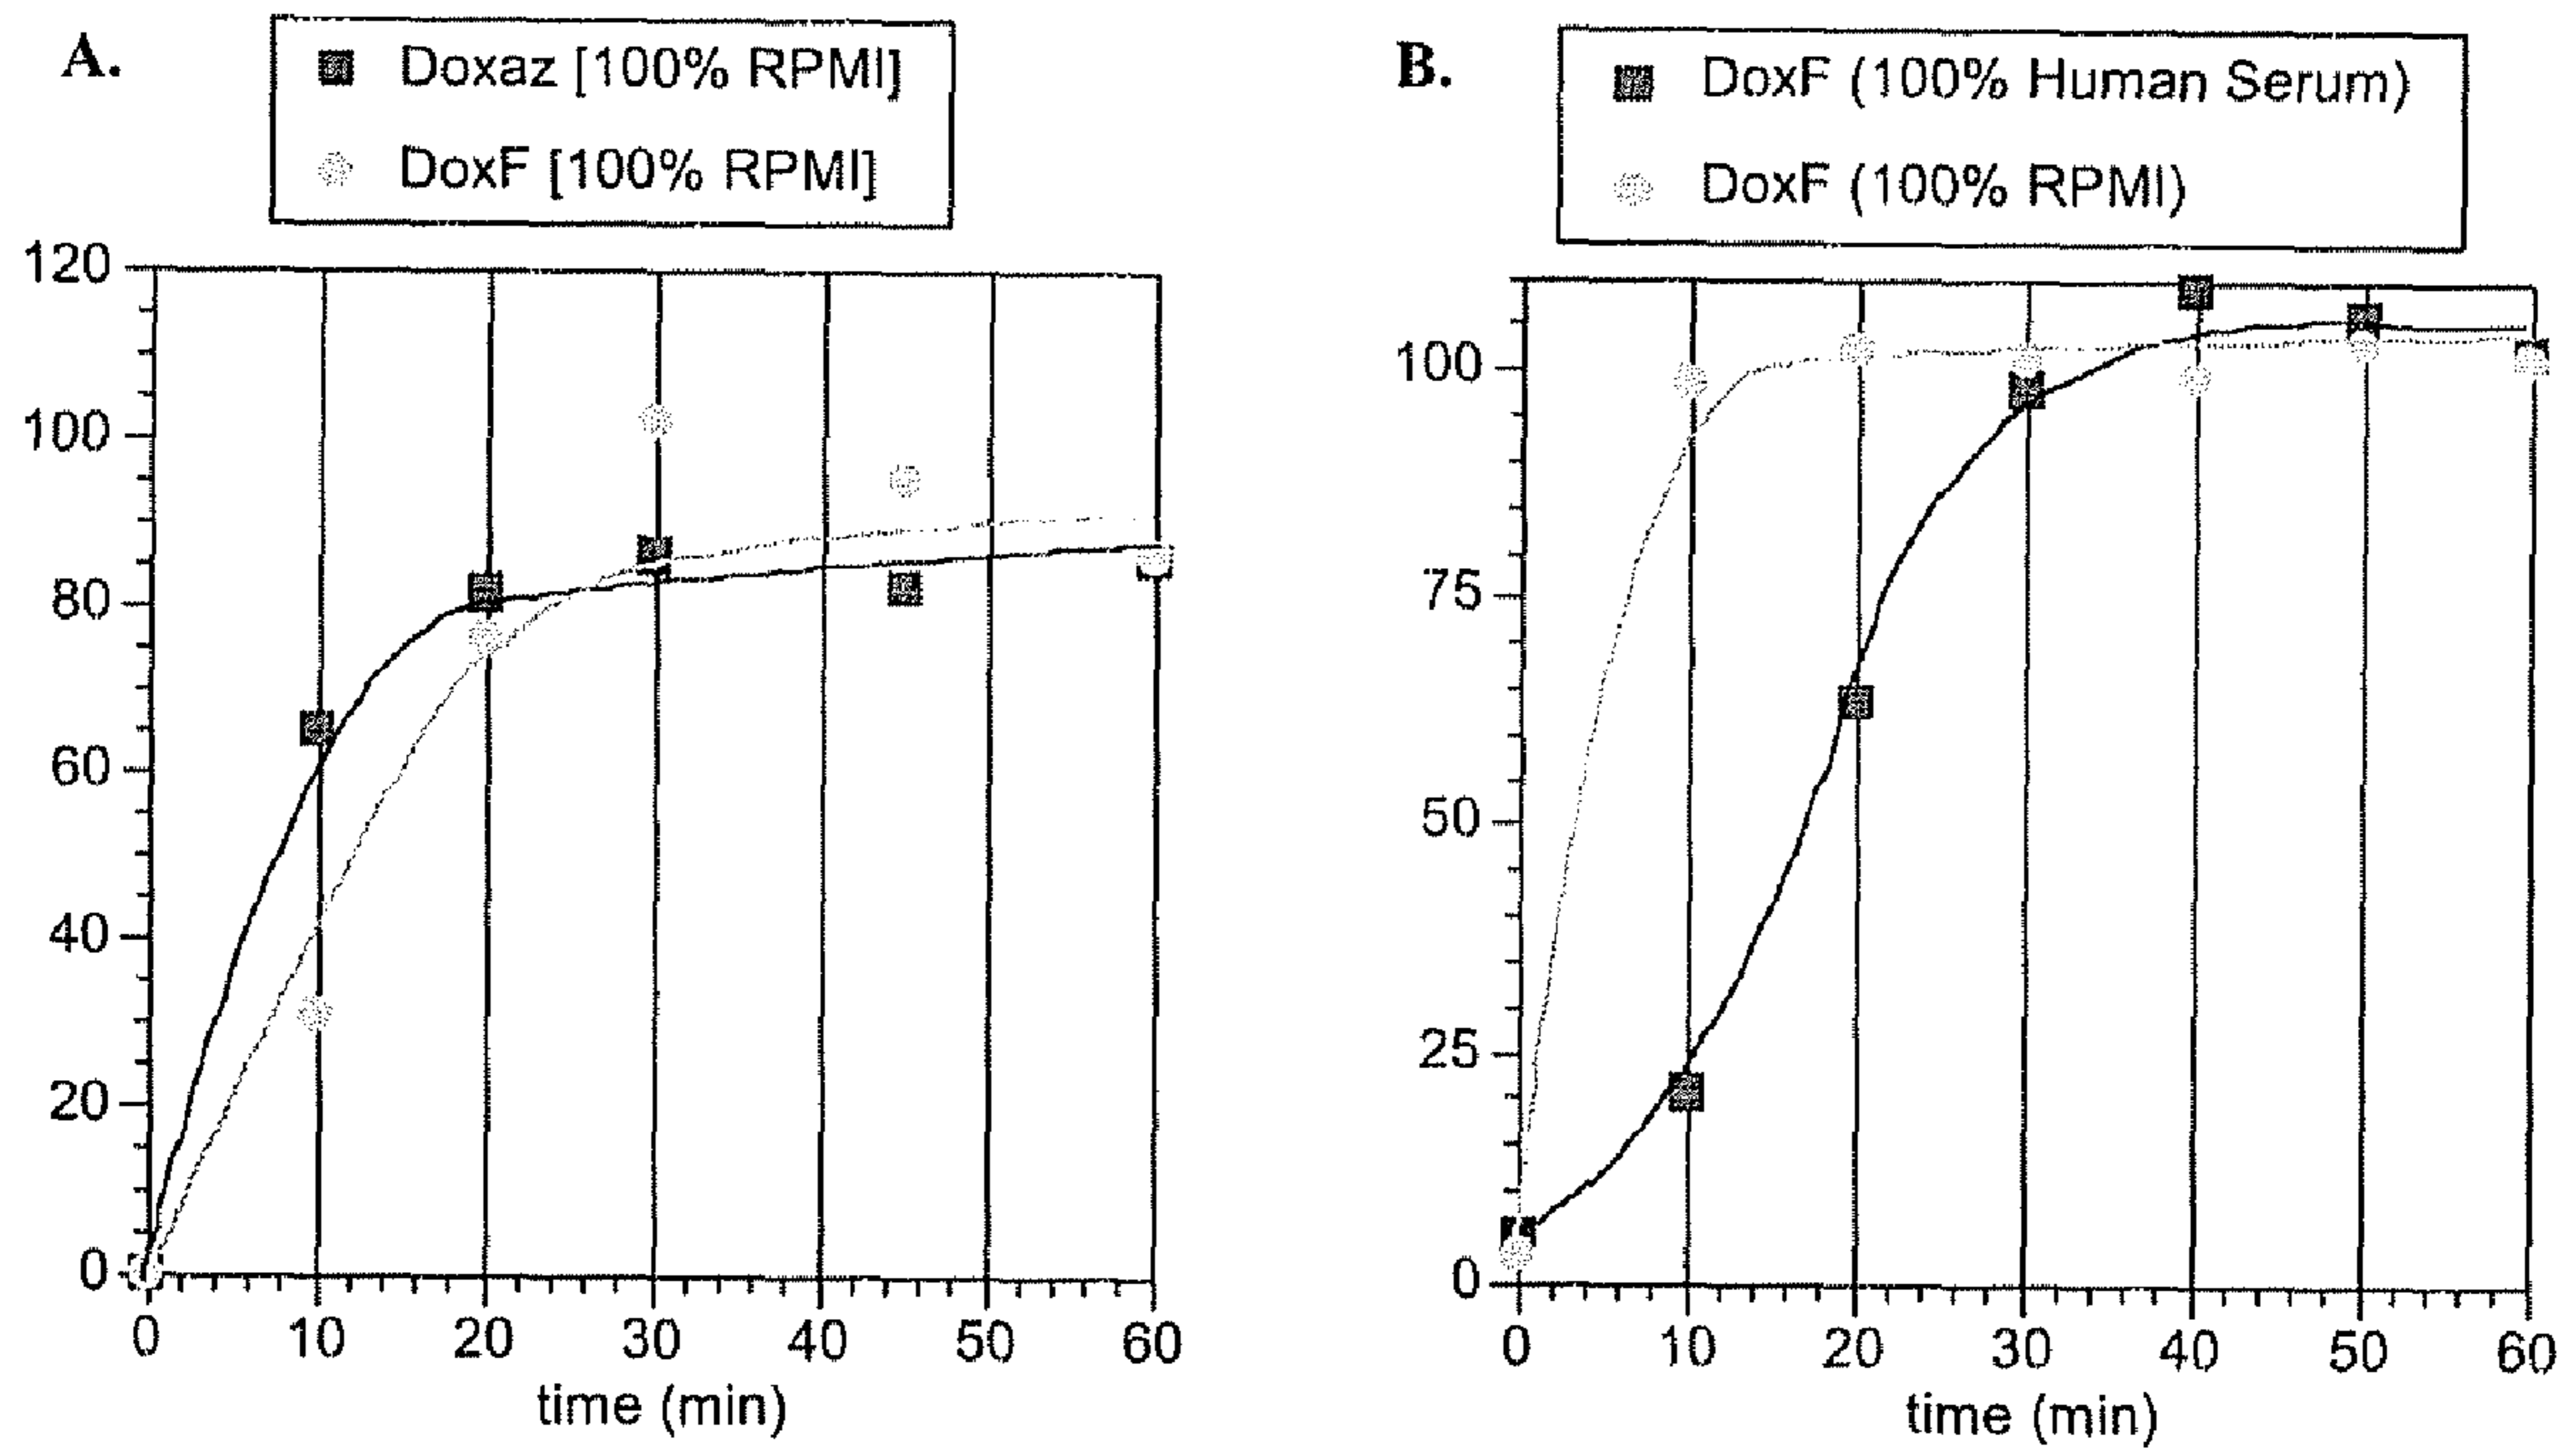 A.
Doxaz [100% RPMI]
DoxF [100% RPMI]
120
100
80
60
40
20
0
0 10 20 30 40 50 60
time (min)
B.
DoxF (100% Human Serum)
DoxF (100% RPMI)
100
75
50
25
0
0 10 20 30 40 50 60
time (min)